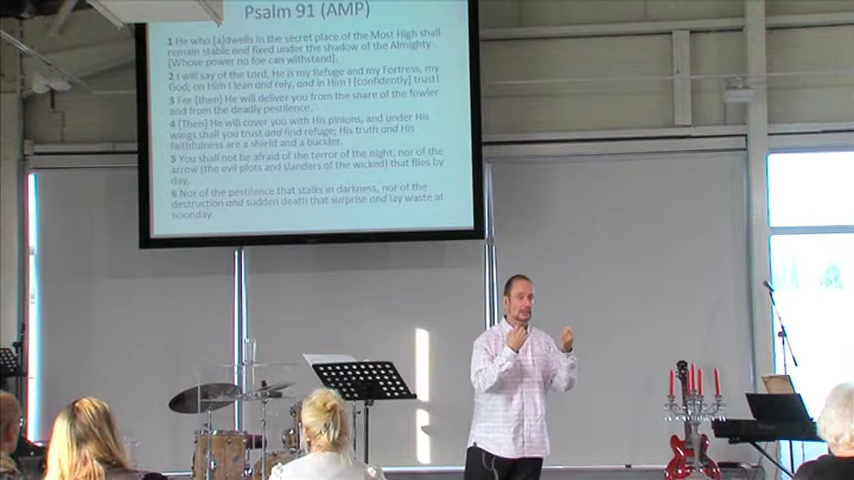 Psalm 91 (AMP)
1 He who [a]dwells in the secret place of the Most High shall
remain stable and fixed under the shadow of the Almighty
[Whose power no foe can withstand].
2 I will say of the Lord, He is my Refuge and my Fortress, my
God; on Him I lean and rely, and in Him I [confidently] trust!
3 For [then] He will deliver you from the snare of the fowler
and from the deadly pestilence.
4 [Then] He will cover you with His pinions, and under His
wings shall you trust and find refuge; His truth and His
faithfulness are a shield and a buckler.
5 You shall not be afraid of the terror of the night, nor of the
arrow (the evil plots and slanders of the wicked) that flies by
day,
6 Nor of the pestilence that stalks in darkness, nor of the
destruction and sudden death that surprise and lay waste at
noonday.